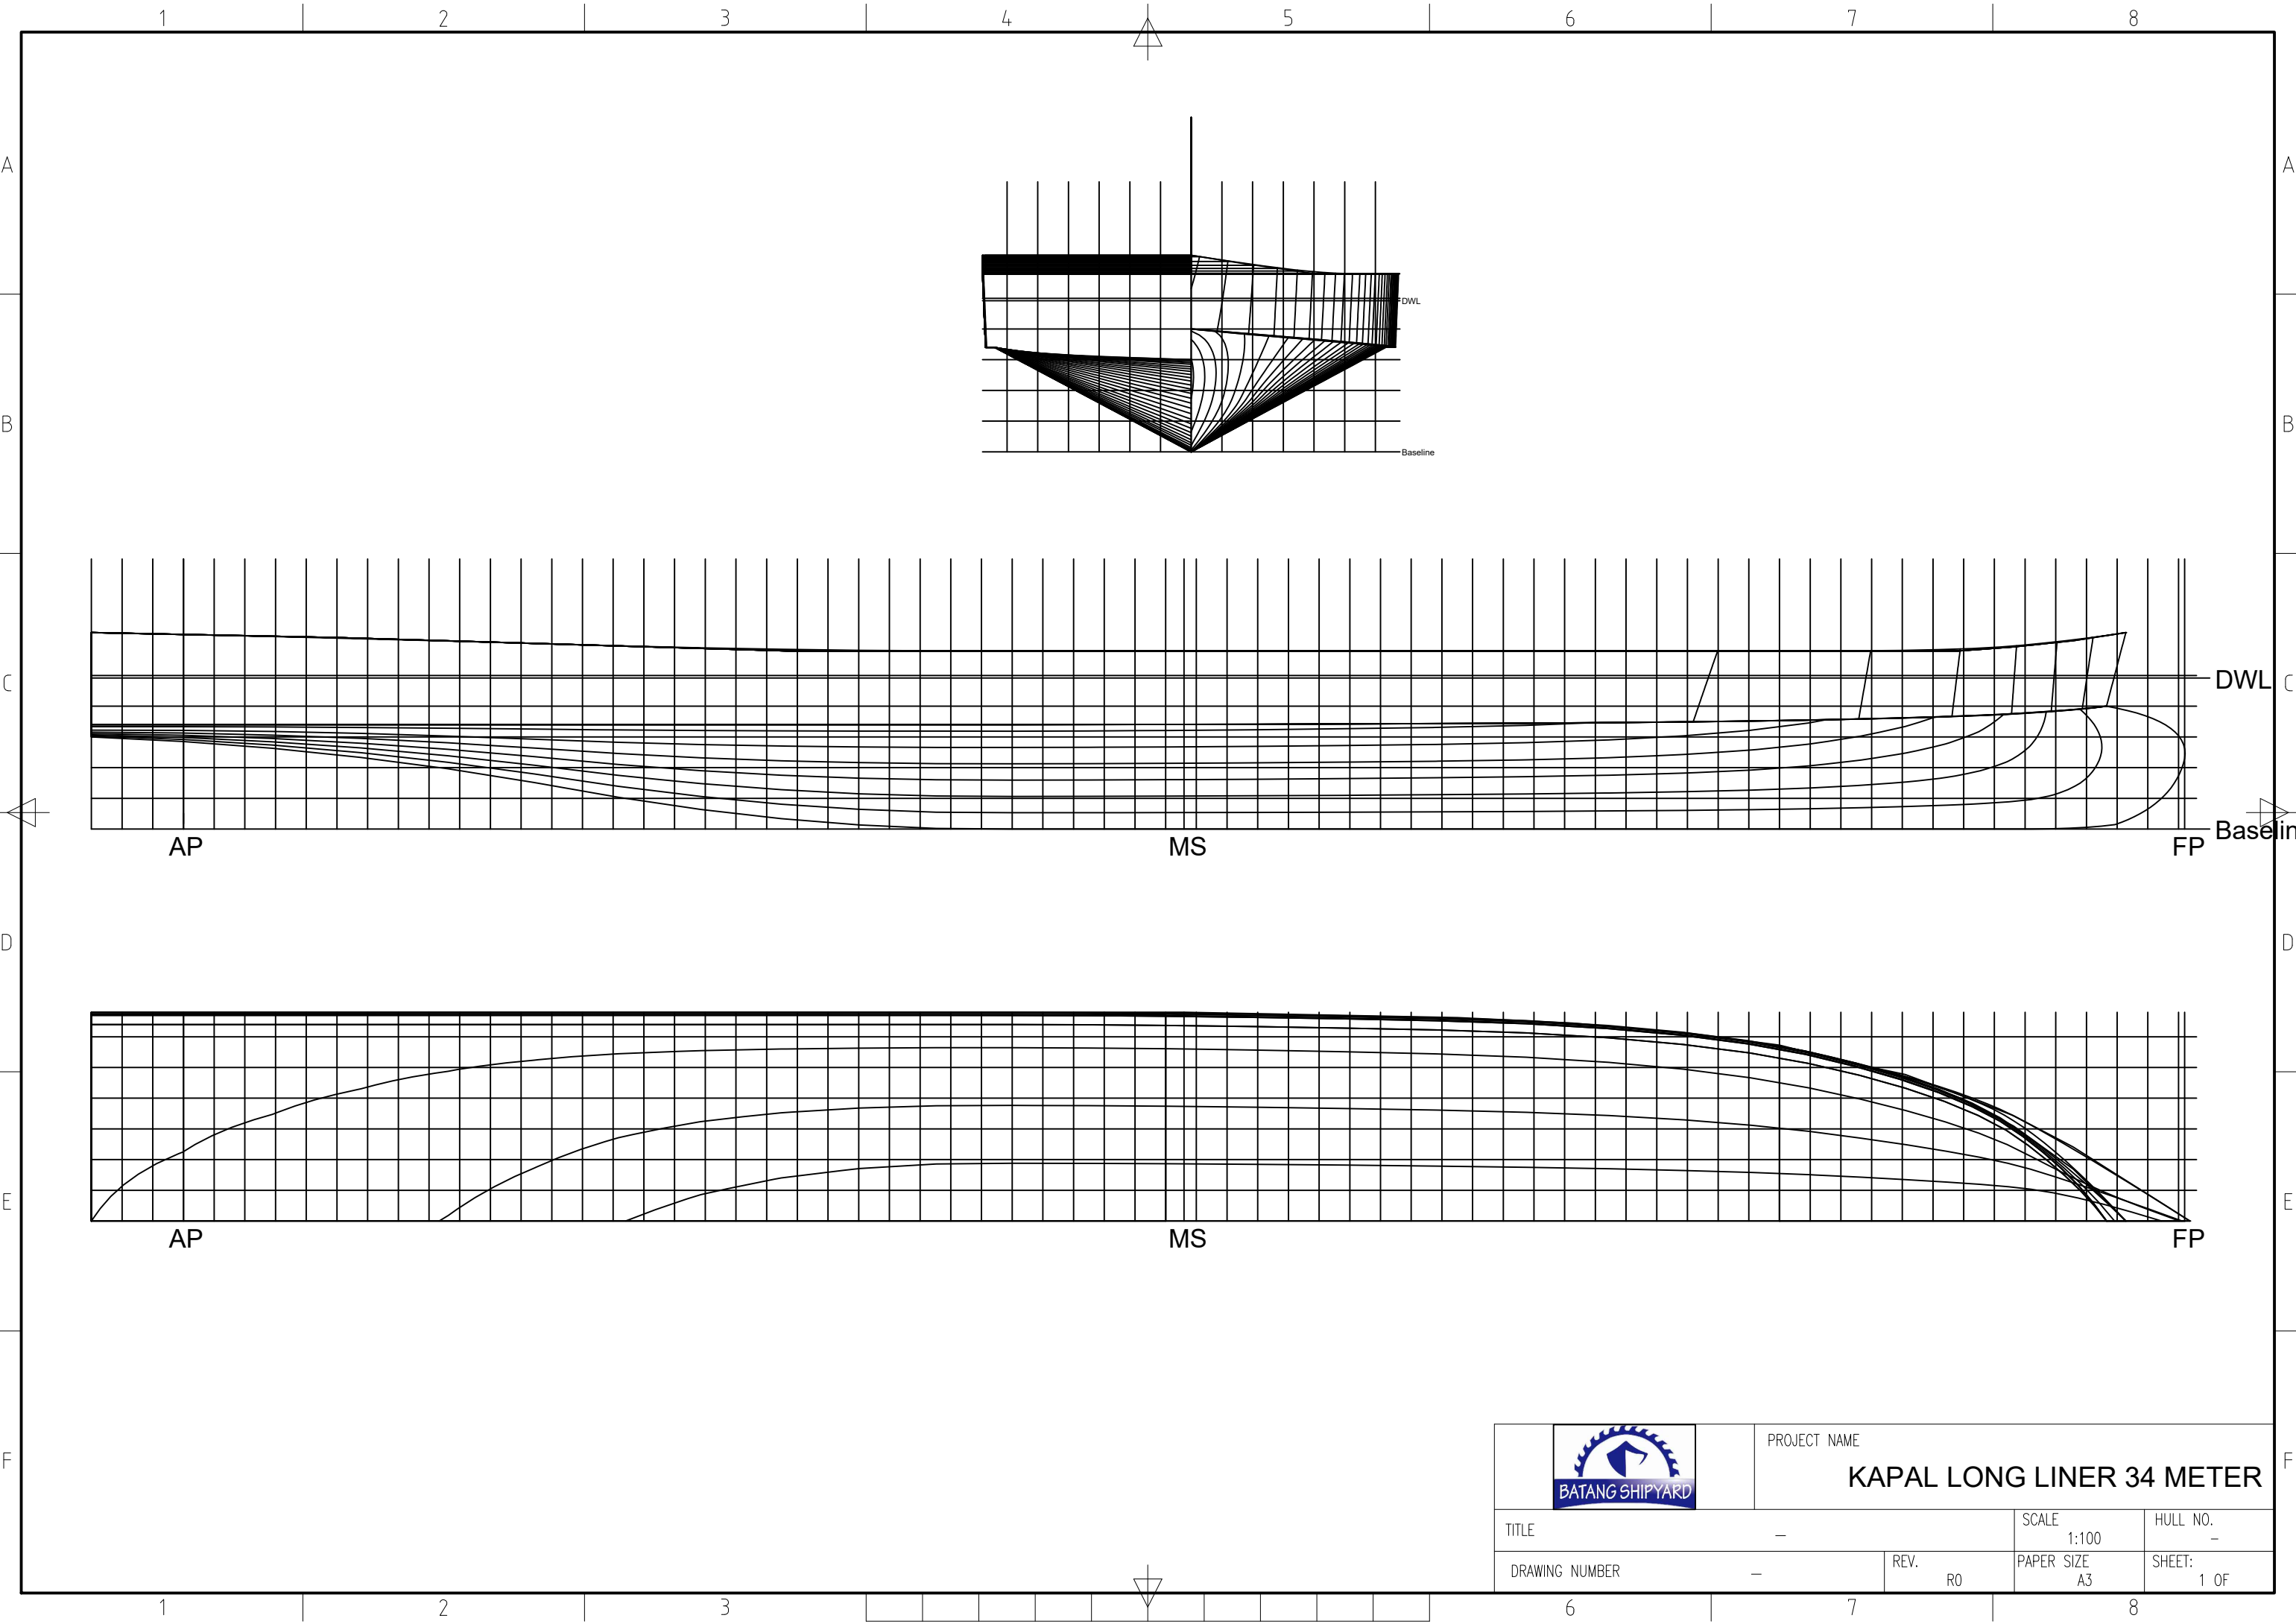 1 2 3 4 5 6 7 8
A A
DWL
B B
Baseline
C DWL C
Baselin
AP MS FP
D D
E E
AP MS FP
F F
BATANG SHIPYARD
PROJECT NAME
KAPAL LONG LINER 34 METER
TITLE –
SCALE
1:100
HULL NO.
–
DRAWING NUMBER –
REV.
R0
PAPER SIZE
A3
SHEET:
1 OF
1 2 3 6 7 8